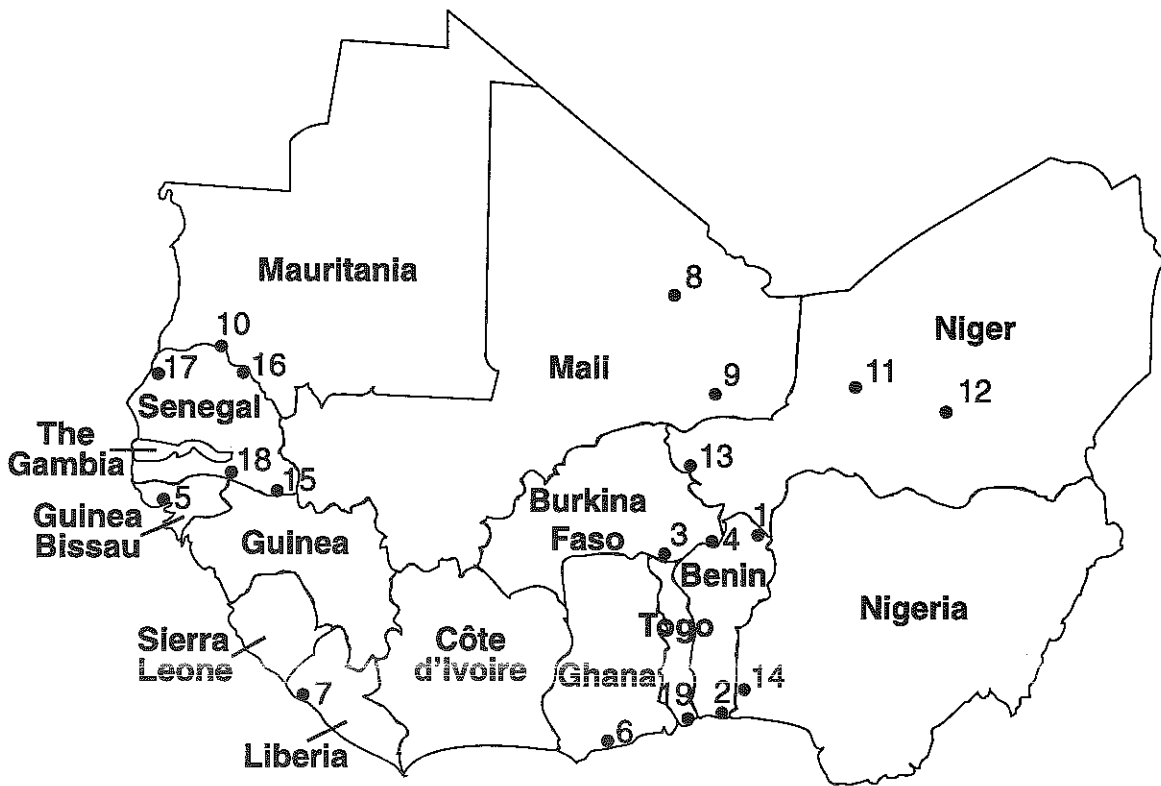 Mauritania
8
10
Niger
17
16
Mali
11
9
12
Senegal
The
Gambia
18
13
15
5
Burkina
Faso
1
Guinea
Bissau
Guinea
3
4
Benin
Nigeria
Togo
Sierra
Leone
Côte
d'Ivoire
Ghana
7
19
2
14
6
Liberia